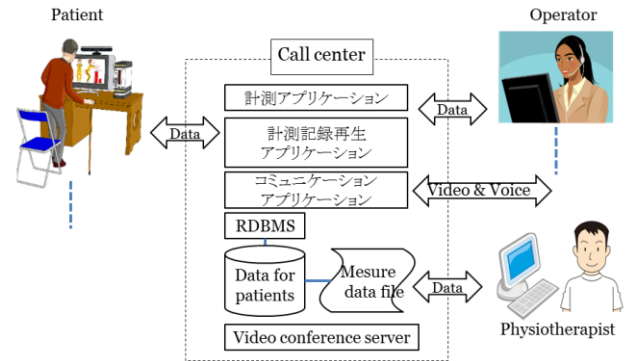 Patient
Operator
Call center
計測アプリケーション
Data
Data
計測記録再生
アプリケーション
コミュニケーション
アプリケーション
Video & Voice
RDBMS
Data for
patients
Mesure
data file
Data
Physiotherapist
Video conference server